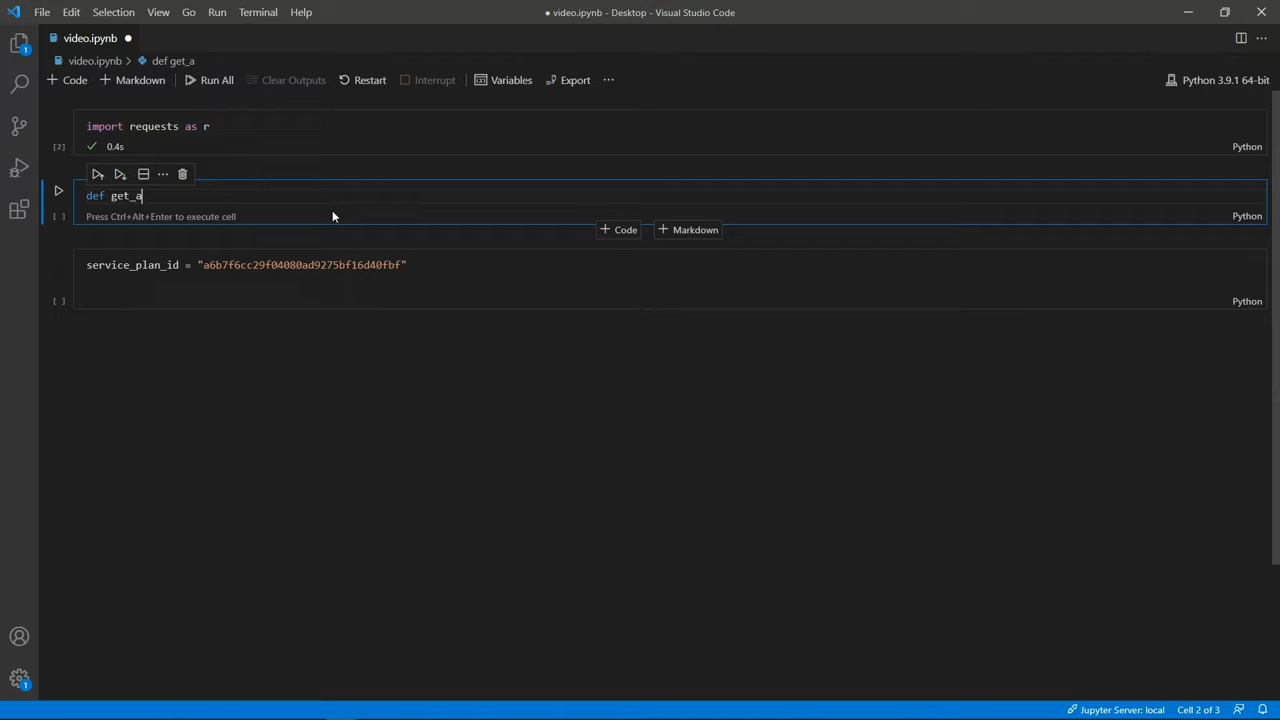 File Edit Selection View Go Run Terminal Help
● video.ipynb - Desktop - Visual Studio Code
video.ipynb ●
video.ipynb > def get_a
+ Code + Markdown Run All Clear Outputs Restart Interrupt Variables Export ··· Python 3.9.1 64-bit
import requests as r
[2] ✓ 0.4s Python
def get_a
[ ] Press Ctrl+Alt+Enter to execute cell Python
+ Code + Markdown
service_plan_id = "a6b7f6cc29f04080ad9275bf16d40fbf"
[ ] Python
1
1
Jupyter Server: local Cell 2 of 3